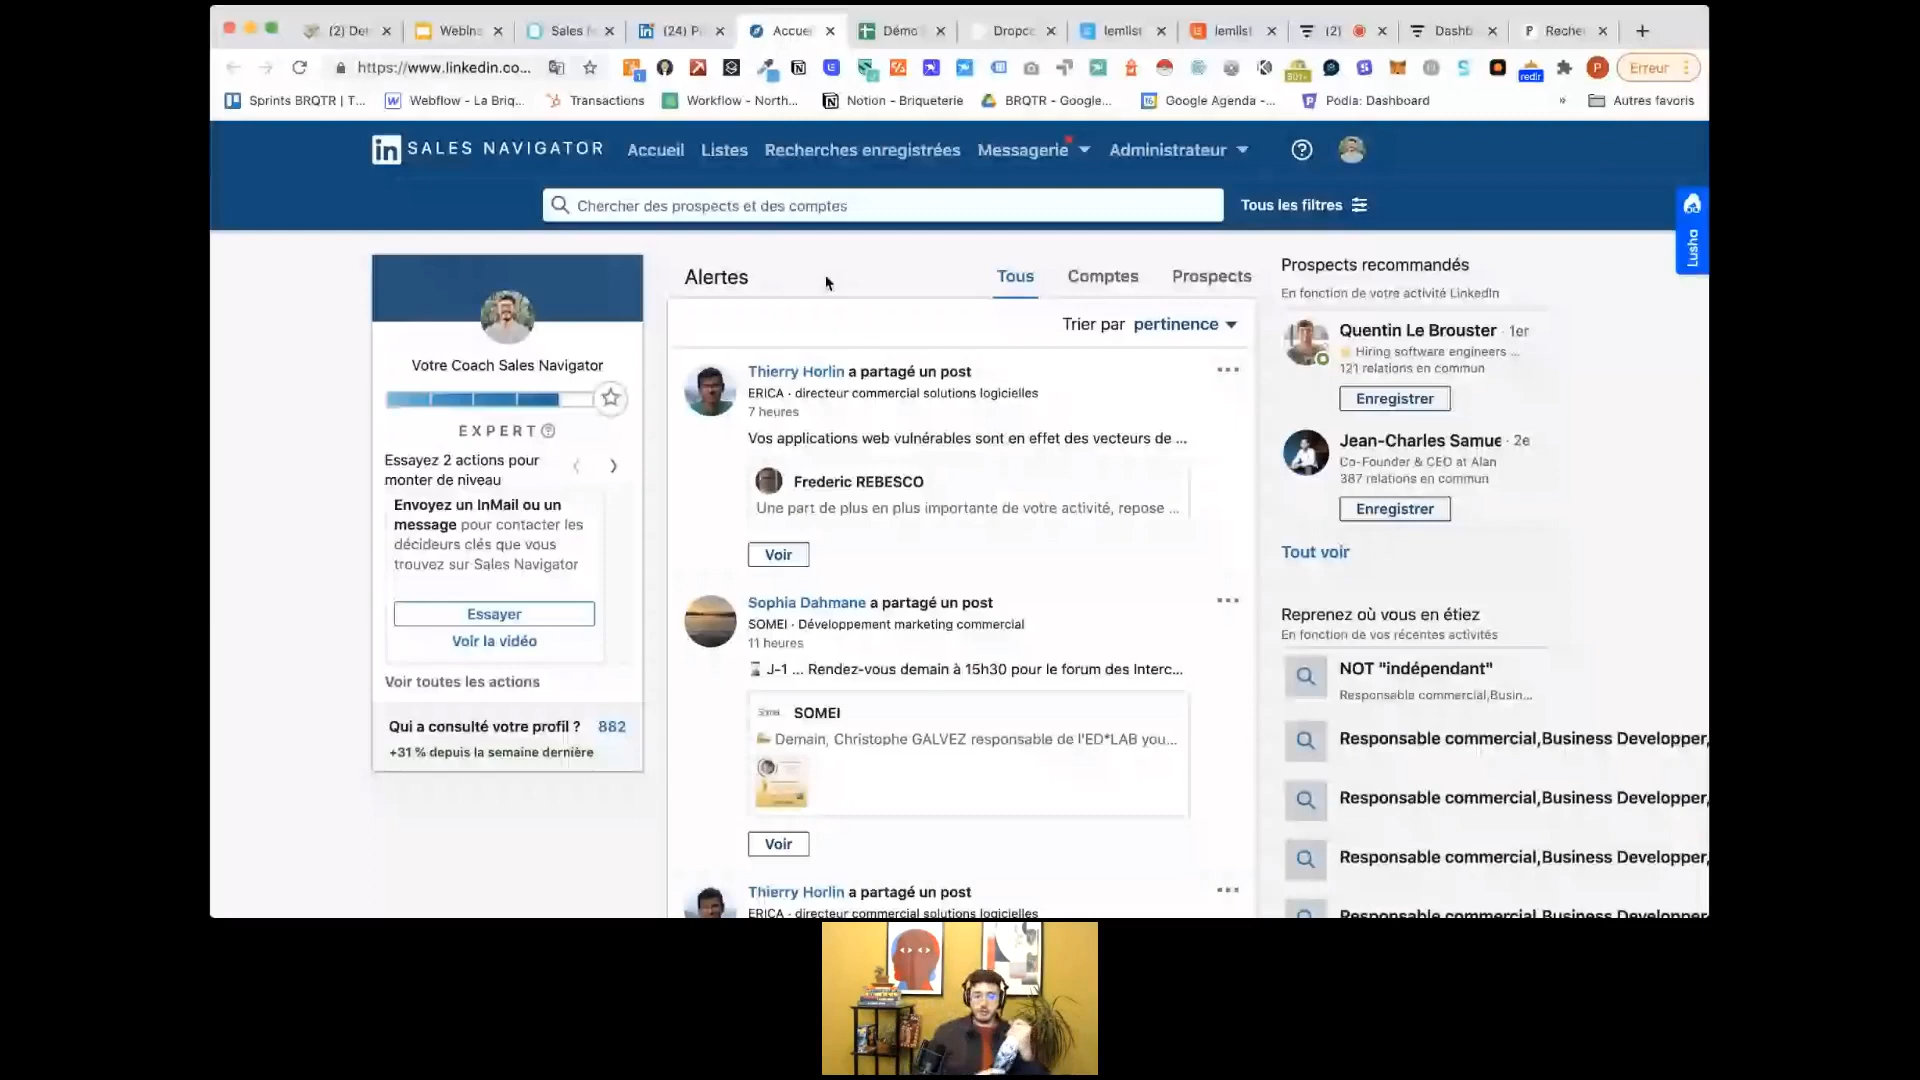 (2) Det
Webina
Sales
(24) P
Accuei
Démo
Dropco
lemlist
lemlist
(2)
Dashb
Reche
https://www.linkedin.co...
Erreur
Sprints BRQTR | T...
Webflow - La Briq...
Transactions
Workflow - North...
Notion - Briqueterie
BRQTR - Google...
Google Agenda -...
Podia: Dashboard
»
Autres favoris
in SALES NAVIGATOR
Accueil
Listes
Recherches enregistrées
Messagerie
Administrateur
Chercher des prospects et des comptes
Tous les filtres
Lusha
Votre Coach Sales Navigator
EXPERT
Essayez 2 actions pour
monter de niveau
Envoyez un InMail ou un
message pour contacter les
décideurs clés que vous
trouvez sur Sales Navigator
Essayer
Voir la vidéo
Voir toutes les actions
Qui a consulté votre profil ? 882
+31 % depuis la semaine dernière
Alertes
Tous
Comptes
Prospects
Trier par pertinence
Thierry Horlin a partagé un post
ERICA · directeur commercial solutions logicielles
7 heures
Vos applications web vulnérables sont en effet des vecteurs de ...
Frederic REBESCO
Une part de plus en plus importante de votre activité, repose ...
Voir
Sophia Dahmane a partagé un post
SOMEI · Développement marketing commercial
11 heures
J-1 ... Rendez-vous demain à 15h30 pour le forum des Interc...
SOMEI
Demain, Christophe GALVEZ responsable de l'ED*LAB you...
Voir
Thierry Horlin a partagé un post
ERICA · directeur commercial solutions logicielles
Prospects recommandés
En fonction de votre activité LinkedIn
Quentin Le Brouster · 1er
Hiring software engineers ...
121 relations en commun
Enregistrer
Jean-Charles Samue · 2e
Co-Founder & CEO at Alan
387 relations en commun
Enregistrer
Tout voir
Reprenez où vous en étiez
En fonction de vos récentes activités
NOT "indépendant"
Responsable commercial,Busin...
Responsable commercial,Business Developper,
Responsable commercial,Business Developper,
Responsable commercial,Business Developper,
Responsable commercial,Business Developper,